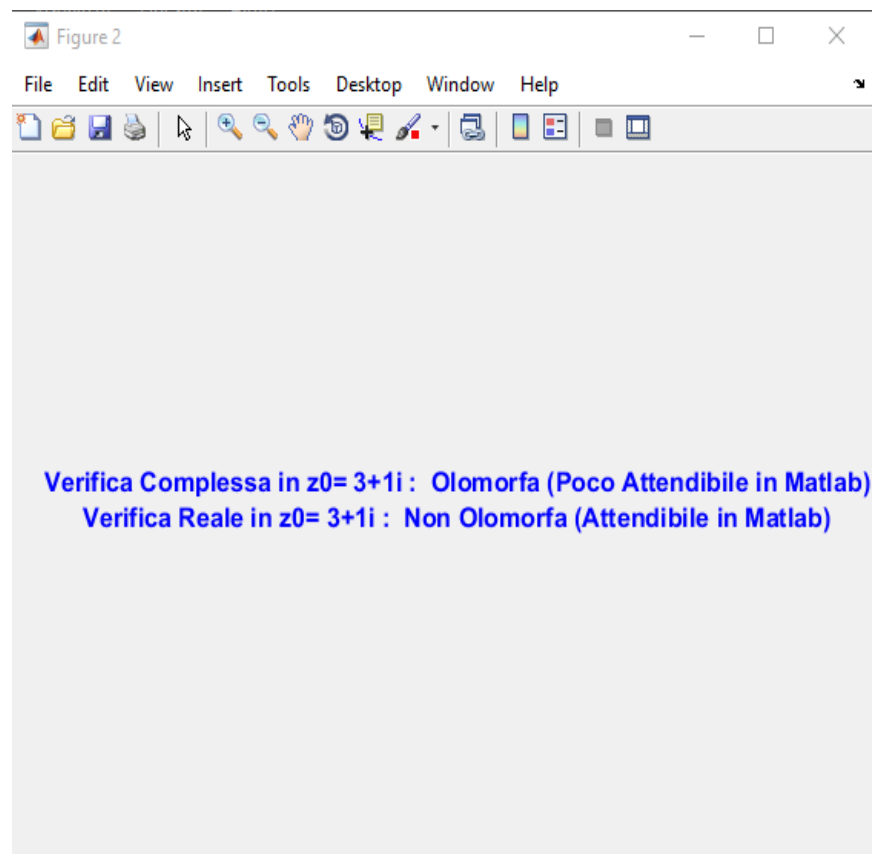 Figure 2
File Edit View Insert Tools Desktop Window Help
Verifica Complessa in z0= 3+1i : Olomorfa (Poco Attendibile in Matlab)
Verifica Reale in z0= 3+1i : Non Olomorfa (Attendibile in Matlab)